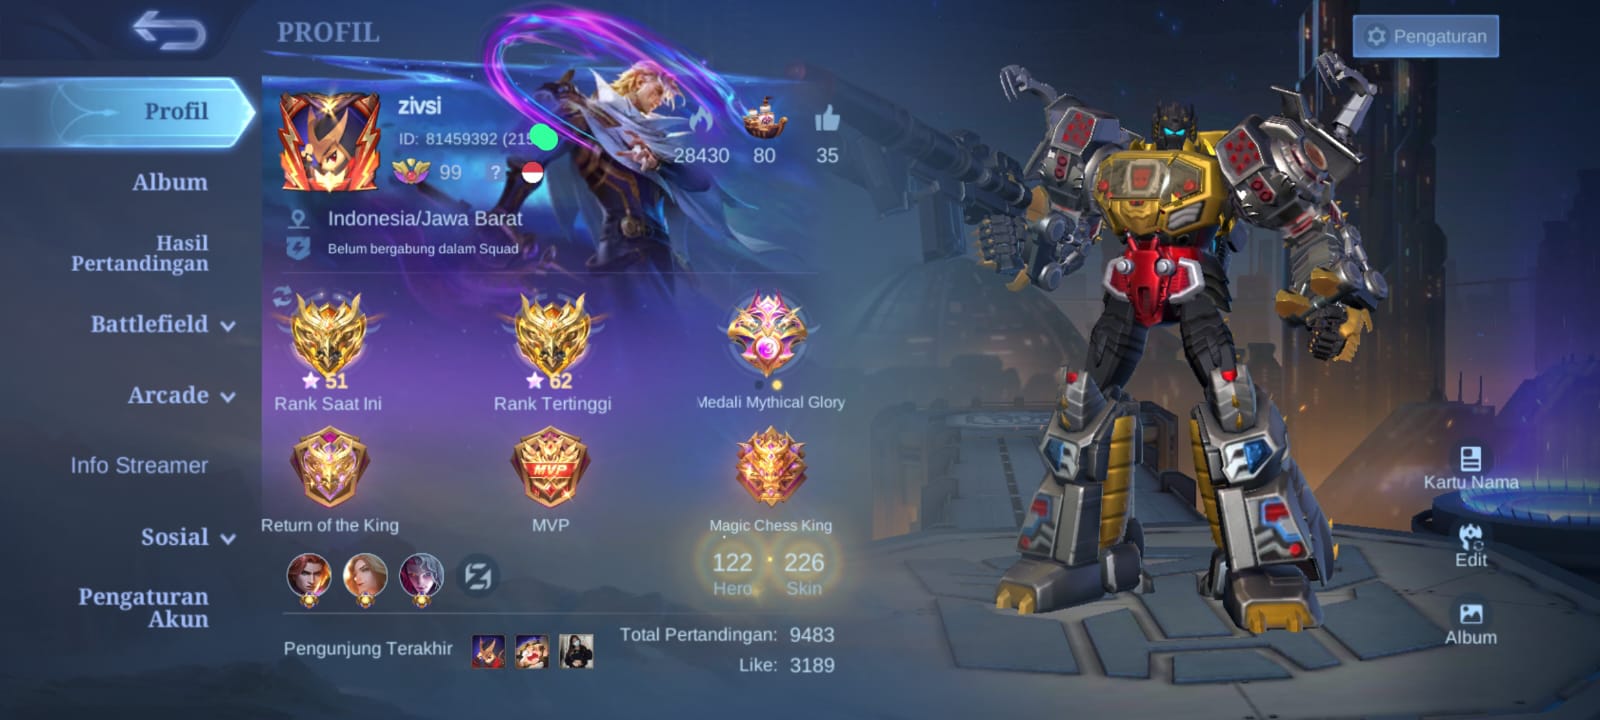 PROFIL
Pengaturan
Profil
Album
Hasil
Pertandingan
Battlefield
Arcade
Info Streamer
Sosial
Pengaturan
Akun
zivsi
ID: 81459392 (215
99
?
28430
80
35
Indonesia/Jawa Barat
Belum bergabung dalam Squad
51
Rank Saat Ini
62
Rank Tertinggi
3
Medali Mythical Glory
Return of the King
MVP
MVP
Magic Chess King
122
Hero
226
Skin
Pengunjung Terakhir
Total Pertandingan: 9483
Like: 3189
Kartu Nama
Edit
Album